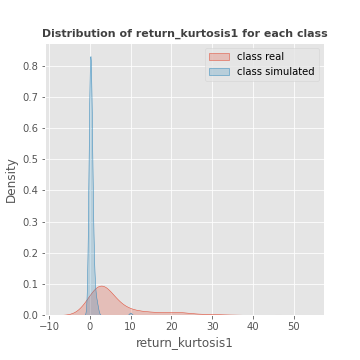 Distribution of return_kurtosis1 for each class
class real
class simulated
0.8
0.7
0.6
0.5
0.4
0.3
0.2
0.1
0.0
Density
−10 0 10 20 30 40 50
return_kurtosis1